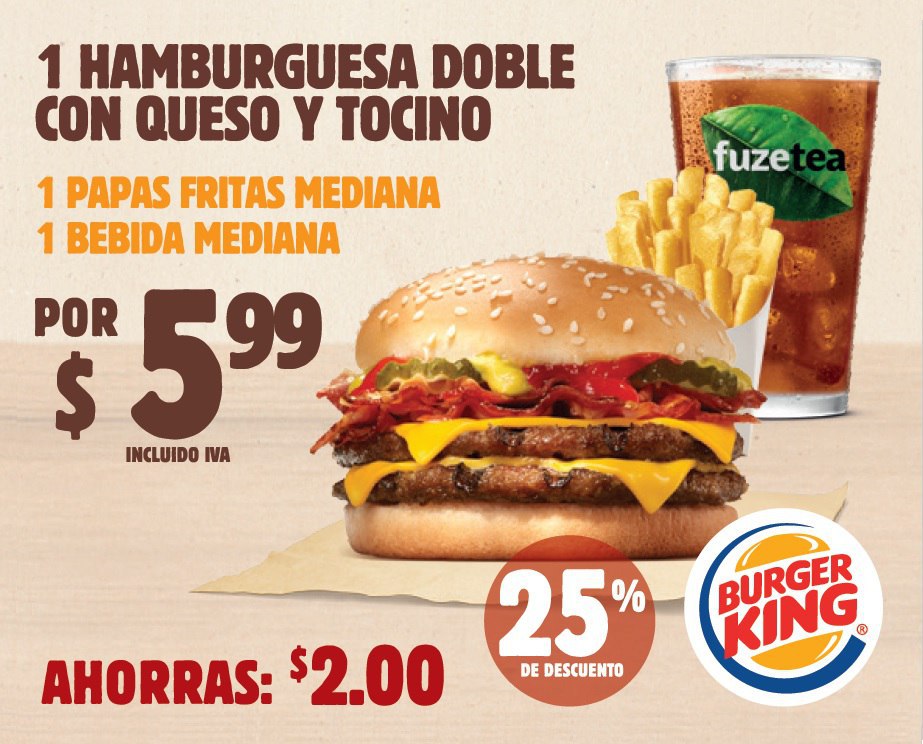 1 HAMBURGUESA DOBLE
CON QUESO Y TOCINO
1 PAPAS FRITAS MEDIANA
1 BEBIDA MEDIANA
POR
$ 5.99
INCLUIDO IVA
fuzetea
25%
DE DESCUENTO
BURGER
KING®
AHORRAS: $2.00